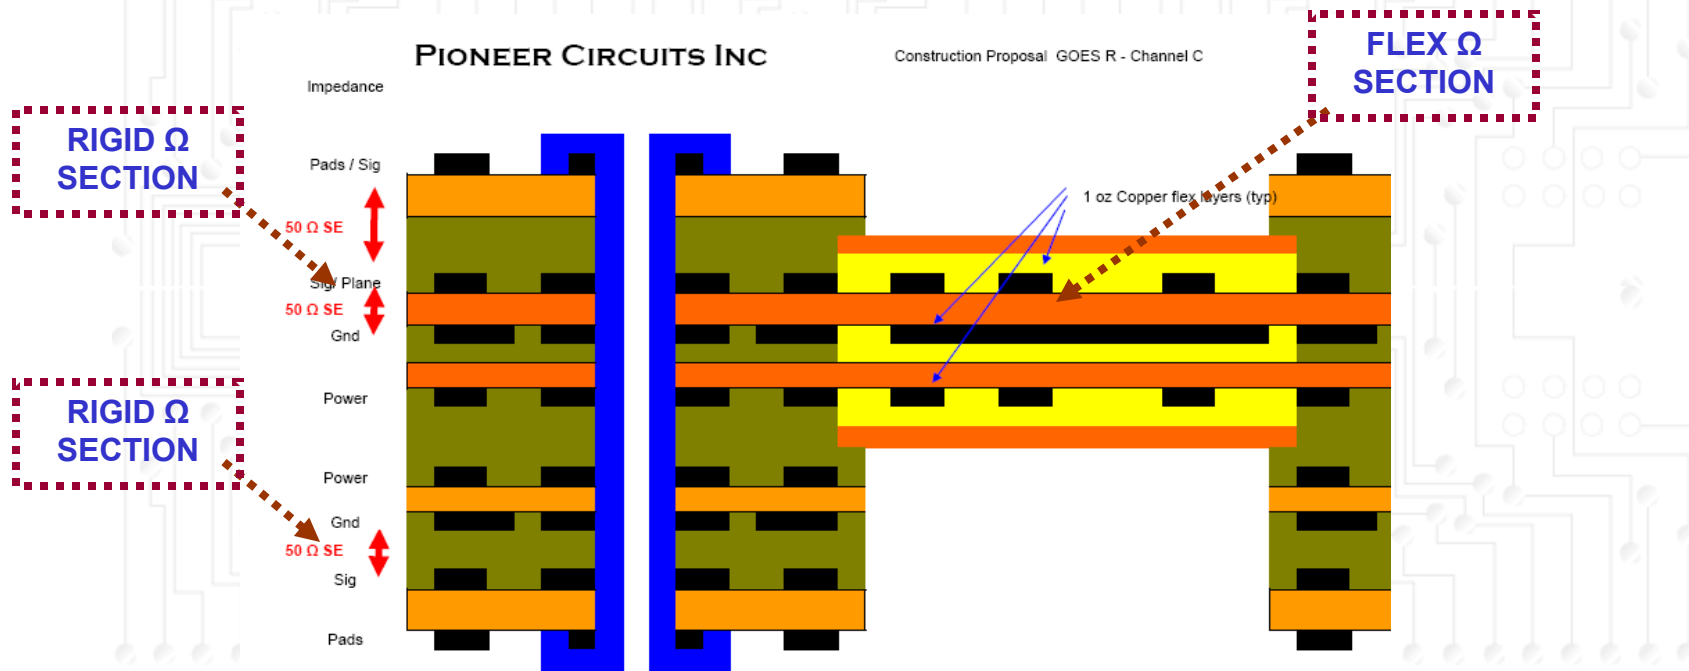 PIONEER CIRCUITS INC
Construction Proposal GOES R - Channel C
FLEX Ω
SECTION
Impedance
RIGID Ω
SECTION
Pads / Sig
1 oz Copper flex layers (typ)
50 Ω SE
Sig/ Plane
50 Ω SE
Gnd
Power
RIGID Ω
SECTION
Power
Gnd
50 Ω SE
Sig
Pads